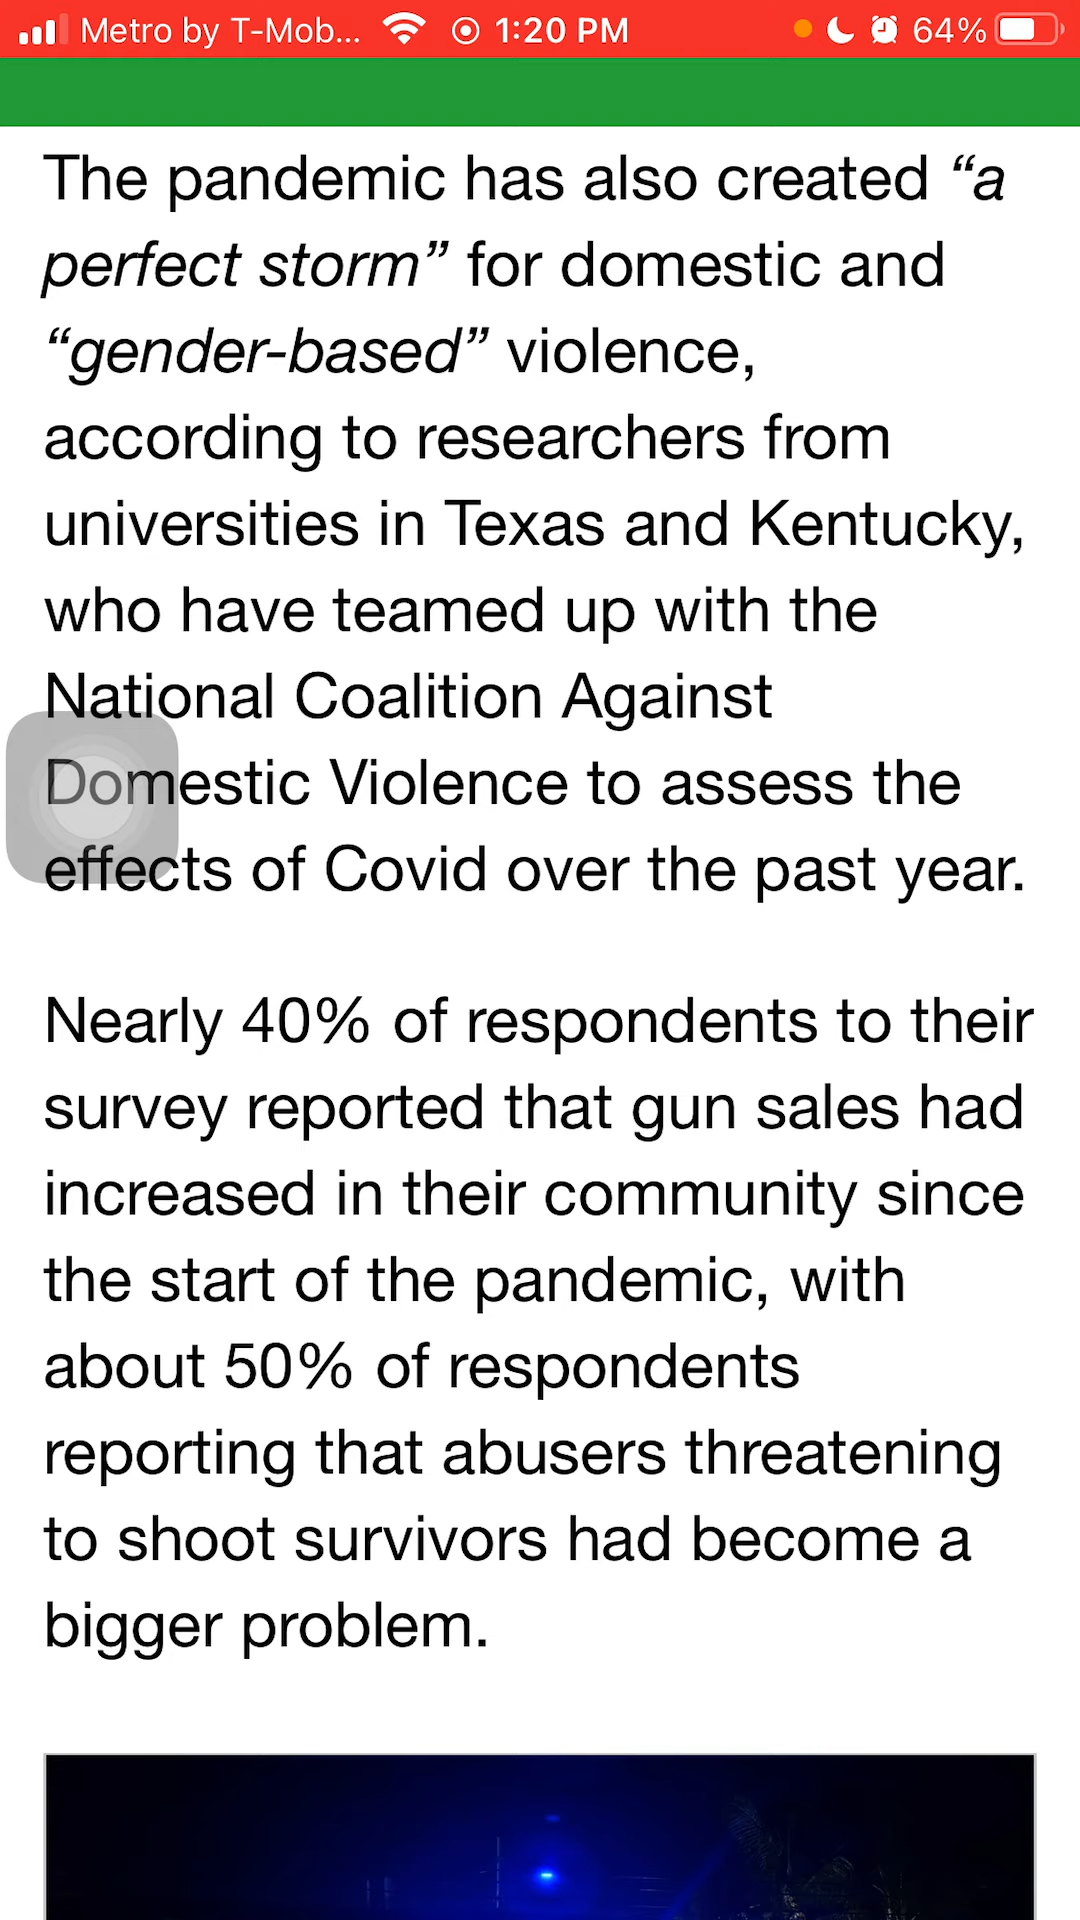 Metro by T-Mob... 1:20 PM 64%
The pandemic has also created “a
perfect storm” for domestic and
“gender-based” violence,
according to researchers from
universities in Texas and Kentucky,
who have teamed up with the
National Coalition Against
Domestic Violence to assess the
effects of Covid over the past year.
Nearly 40% of respondents to their
survey reported that gun sales had
increased in their community since
the start of the pandemic, with
about 50% of respondents
reporting that abusers threatening
to shoot survivors had become a
bigger problem.